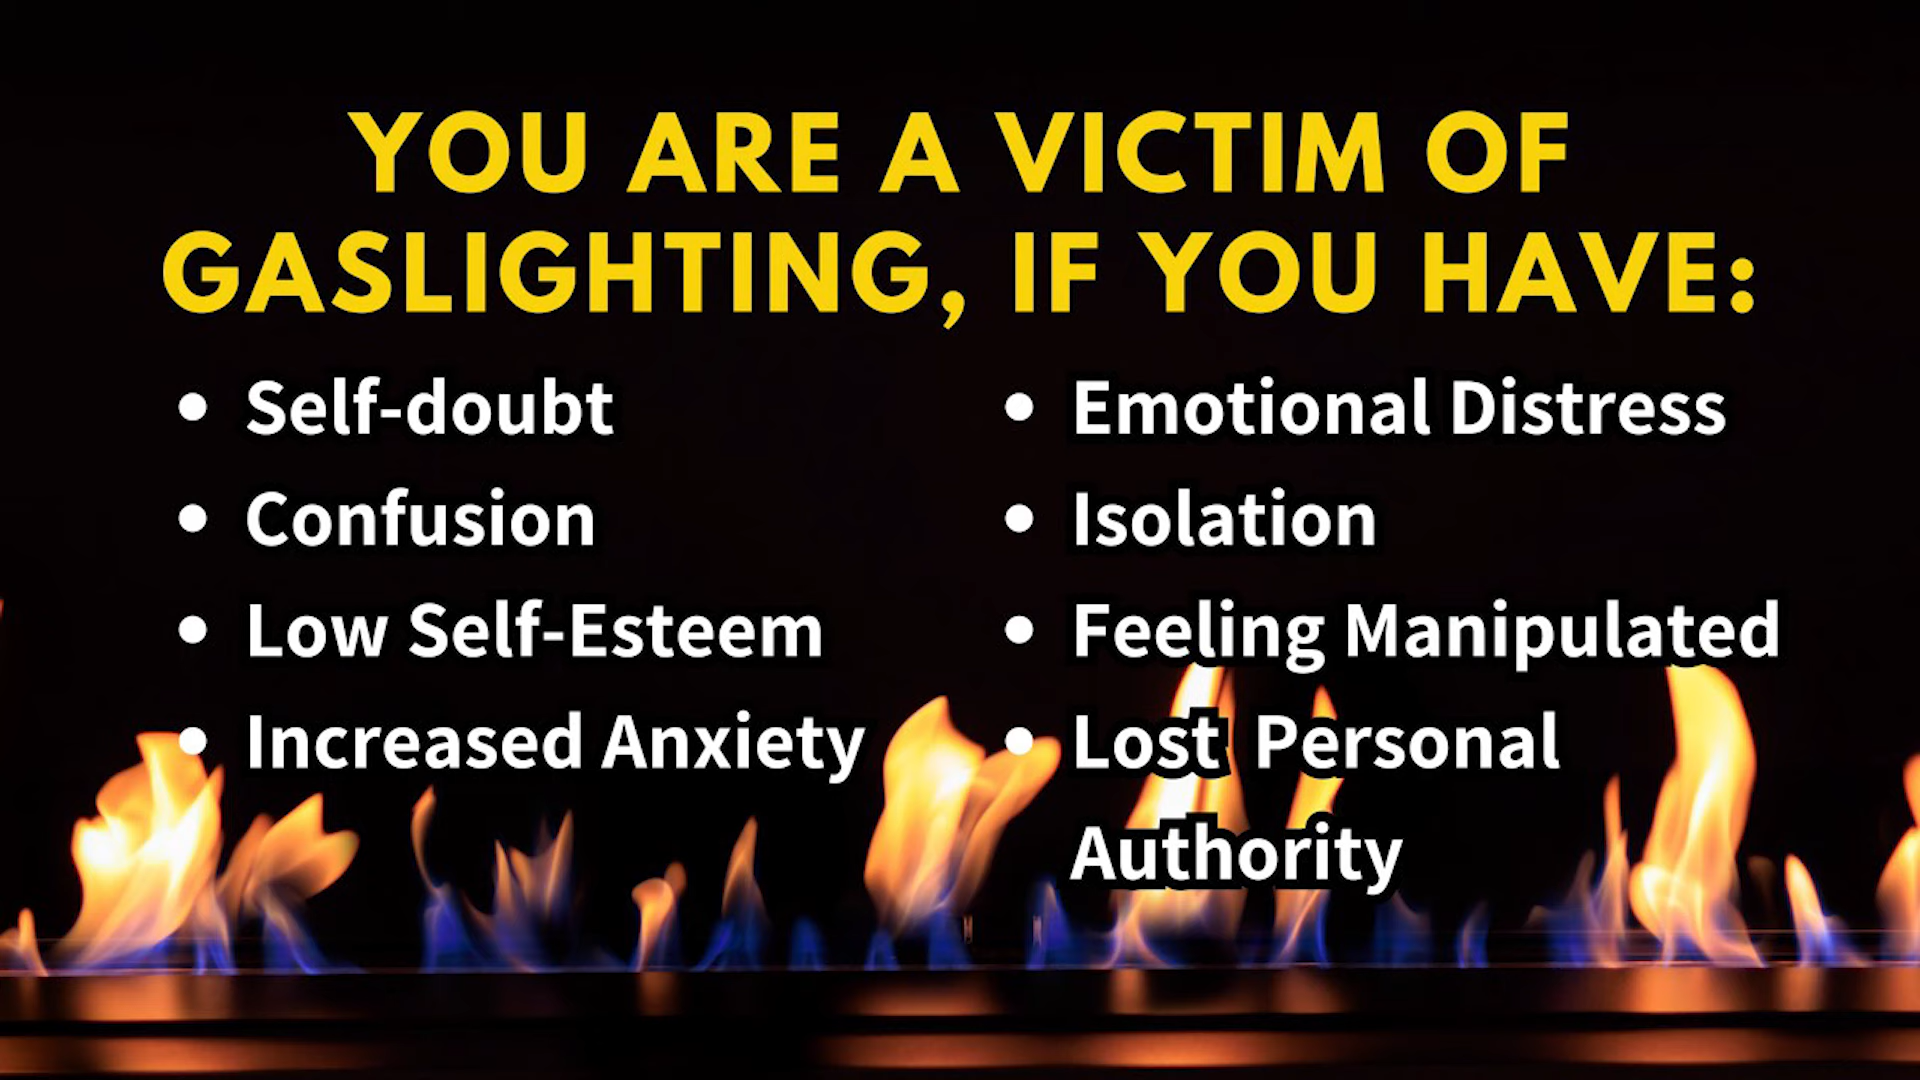 YOU ARE A VICTIM OF
GASLIGHTING, IF YOU HAVE:
• Self-doubt
• Confusion
• Low Self-Esteem
• Increased Anxiety
• Emotional Distress
• Isolation
• Feeling Manipulated
• Lost Personal
Authority